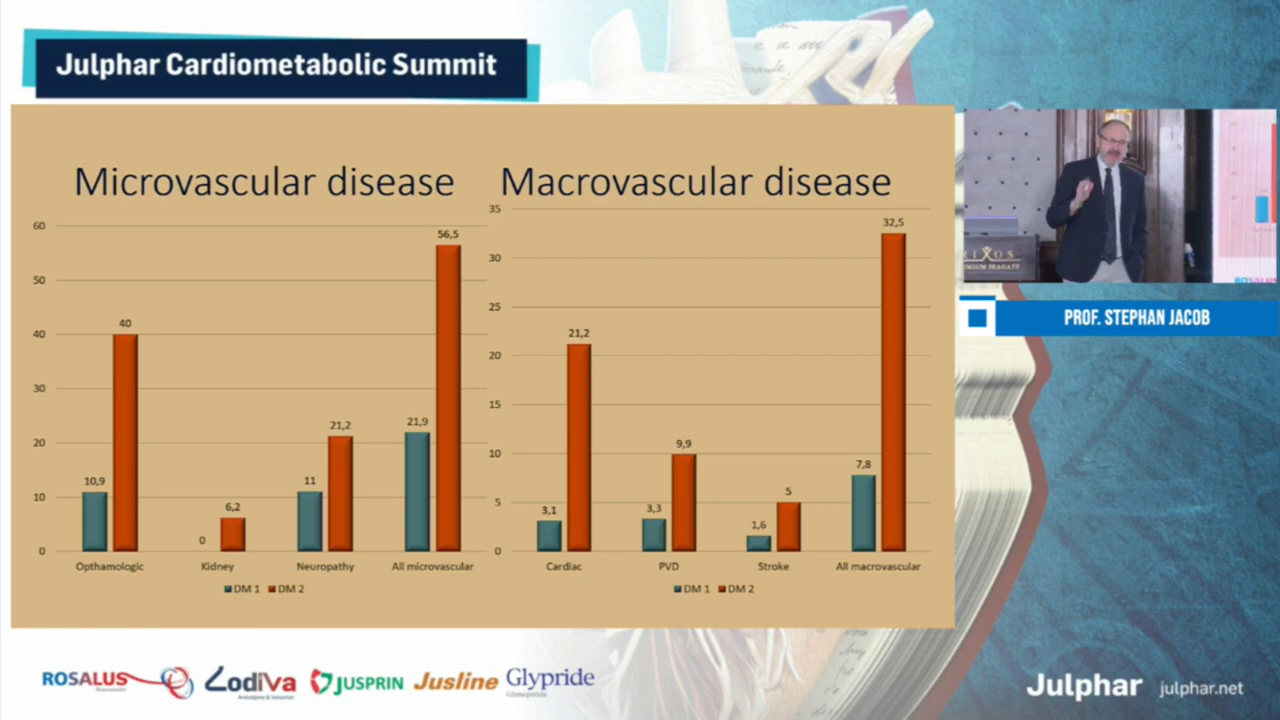 Julphar Cardiometabolic Summit
Microvascular disease
60
50
40
30
20
10
0
10,9
40
0
6,2
11
21,2
21,9
56,5
Opthamologic
Kidney
Neuropathy
All microvascular
DM 1 DM 2
Macrovascular disease
35
30
25
20
15
10
5
0
3,1
21,2
3,3
9,9
1,6
5
7,8
32,5
Cardiac
PVD
Stroke
All macrovascular
DM 1 DM 2
PROF. STEPHAN JACOB
ROSALUS
Lodiva
Amlodipine & Valsartan
JUSPRIN
Jusline
Glypride
Glimepiride
Julphar
julphar.net